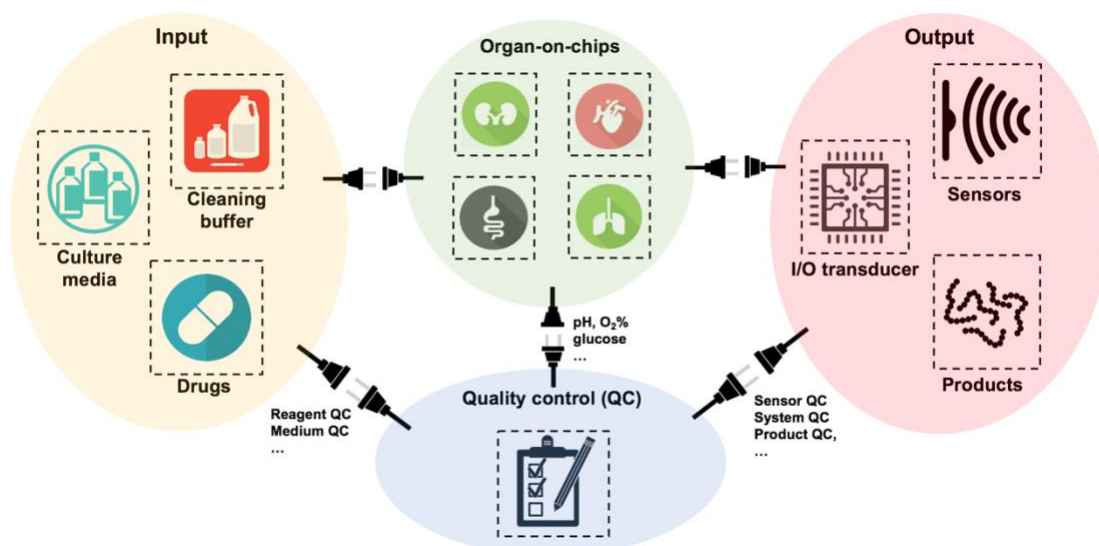 Input
Cleaning
buffer
Culture
media
Drugs
Organ-on-chips
Output
Sensors
I/O transducer
Products
pH, O₂%
glucose
...
Quality control (QC)
Reagent QC
Medium QC
...
Sensor QC
System QC
Product QC,
...